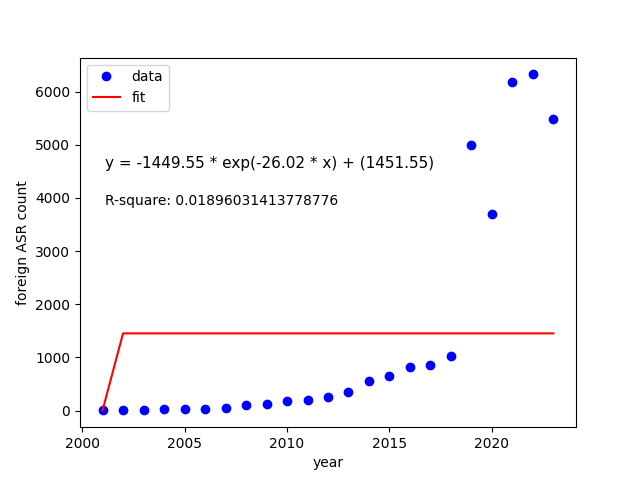 data
fit
y = -1449.55 * exp(-26.02 * x) + (1451.55)
R-square: 0.01896031413778776
foreign ASR count
6000
5000
4000
3000
2000
1000
0
2000 2005 2010 2015 2020
year